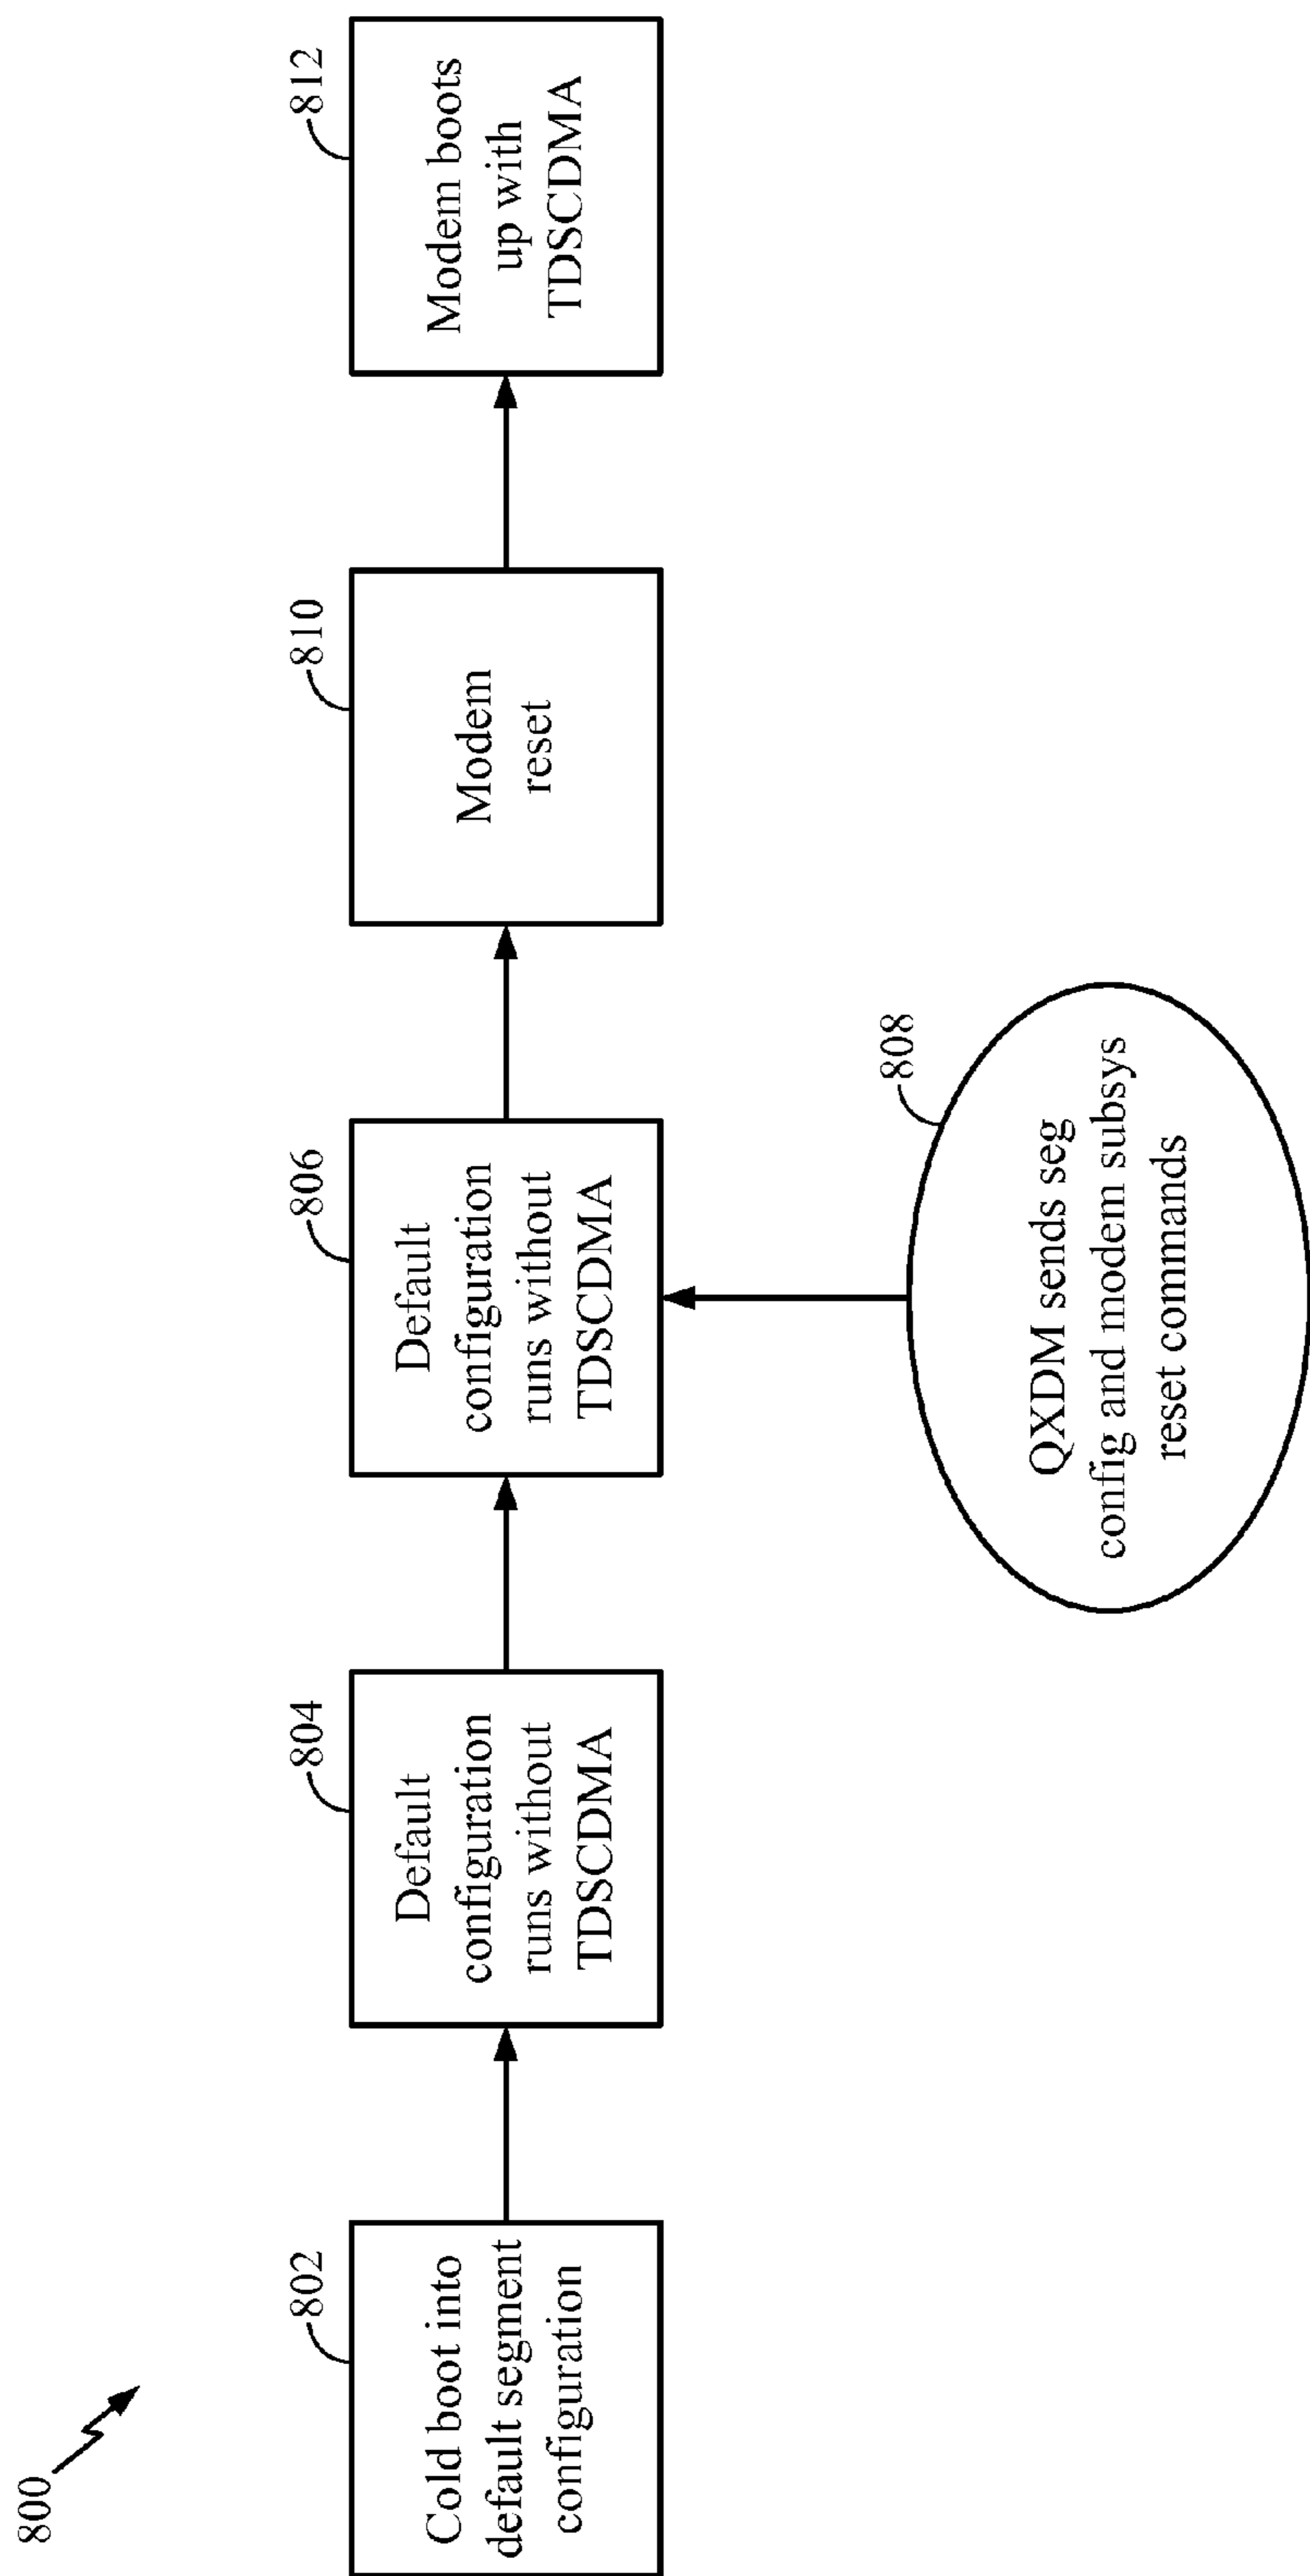 800
802
Cold boot into
default segment
configuration
804
Default
configuration
runs without
TDSCDMA
806
Default
configuration
runs without
TDSCDMA
808
QXDM sends seg
config and modem subsys
reset commands
810
Modem
reset
812
Modem boots
up with
TDSCDMA